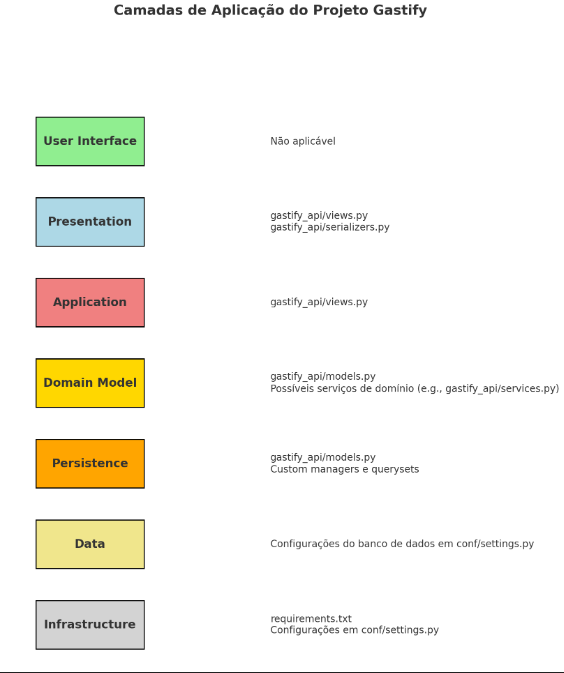 Camadas de Aplicação do Projeto Gastify
User Interface
Não aplicável
Presentation
gastify_api/views.py
gastify_api/serializers.py
Application
gastify_api/views.py
Domain Model
gastify_api/models.py
Possíveis serviços de domínio (e.g., gastify_api/services.py)
Persistence
gastify_api/models.py
Custom managers e querysets
Data
Configurações do banco de dados em conf/settings.py
Infrastructure
requirements.txt
Configurações em conf/settings.py